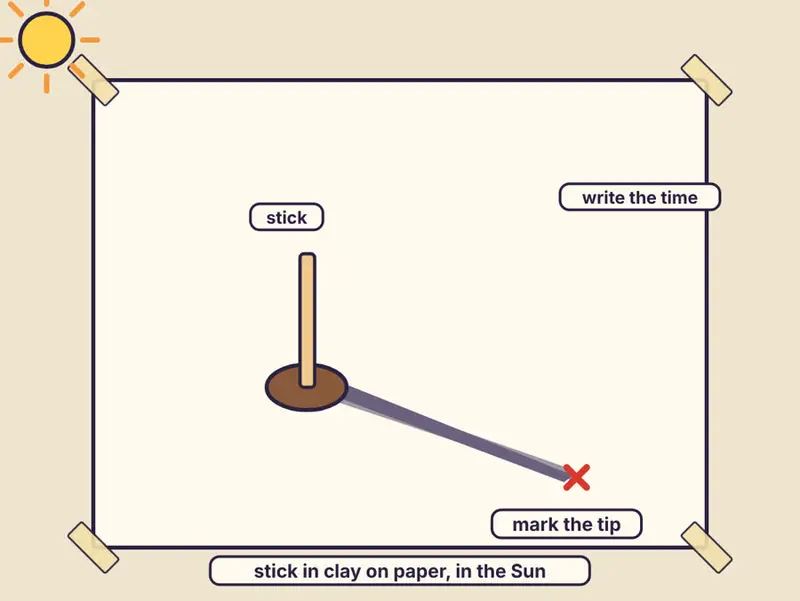 write the time
stick
mark the tip
stick in clay on paper, in the Sun